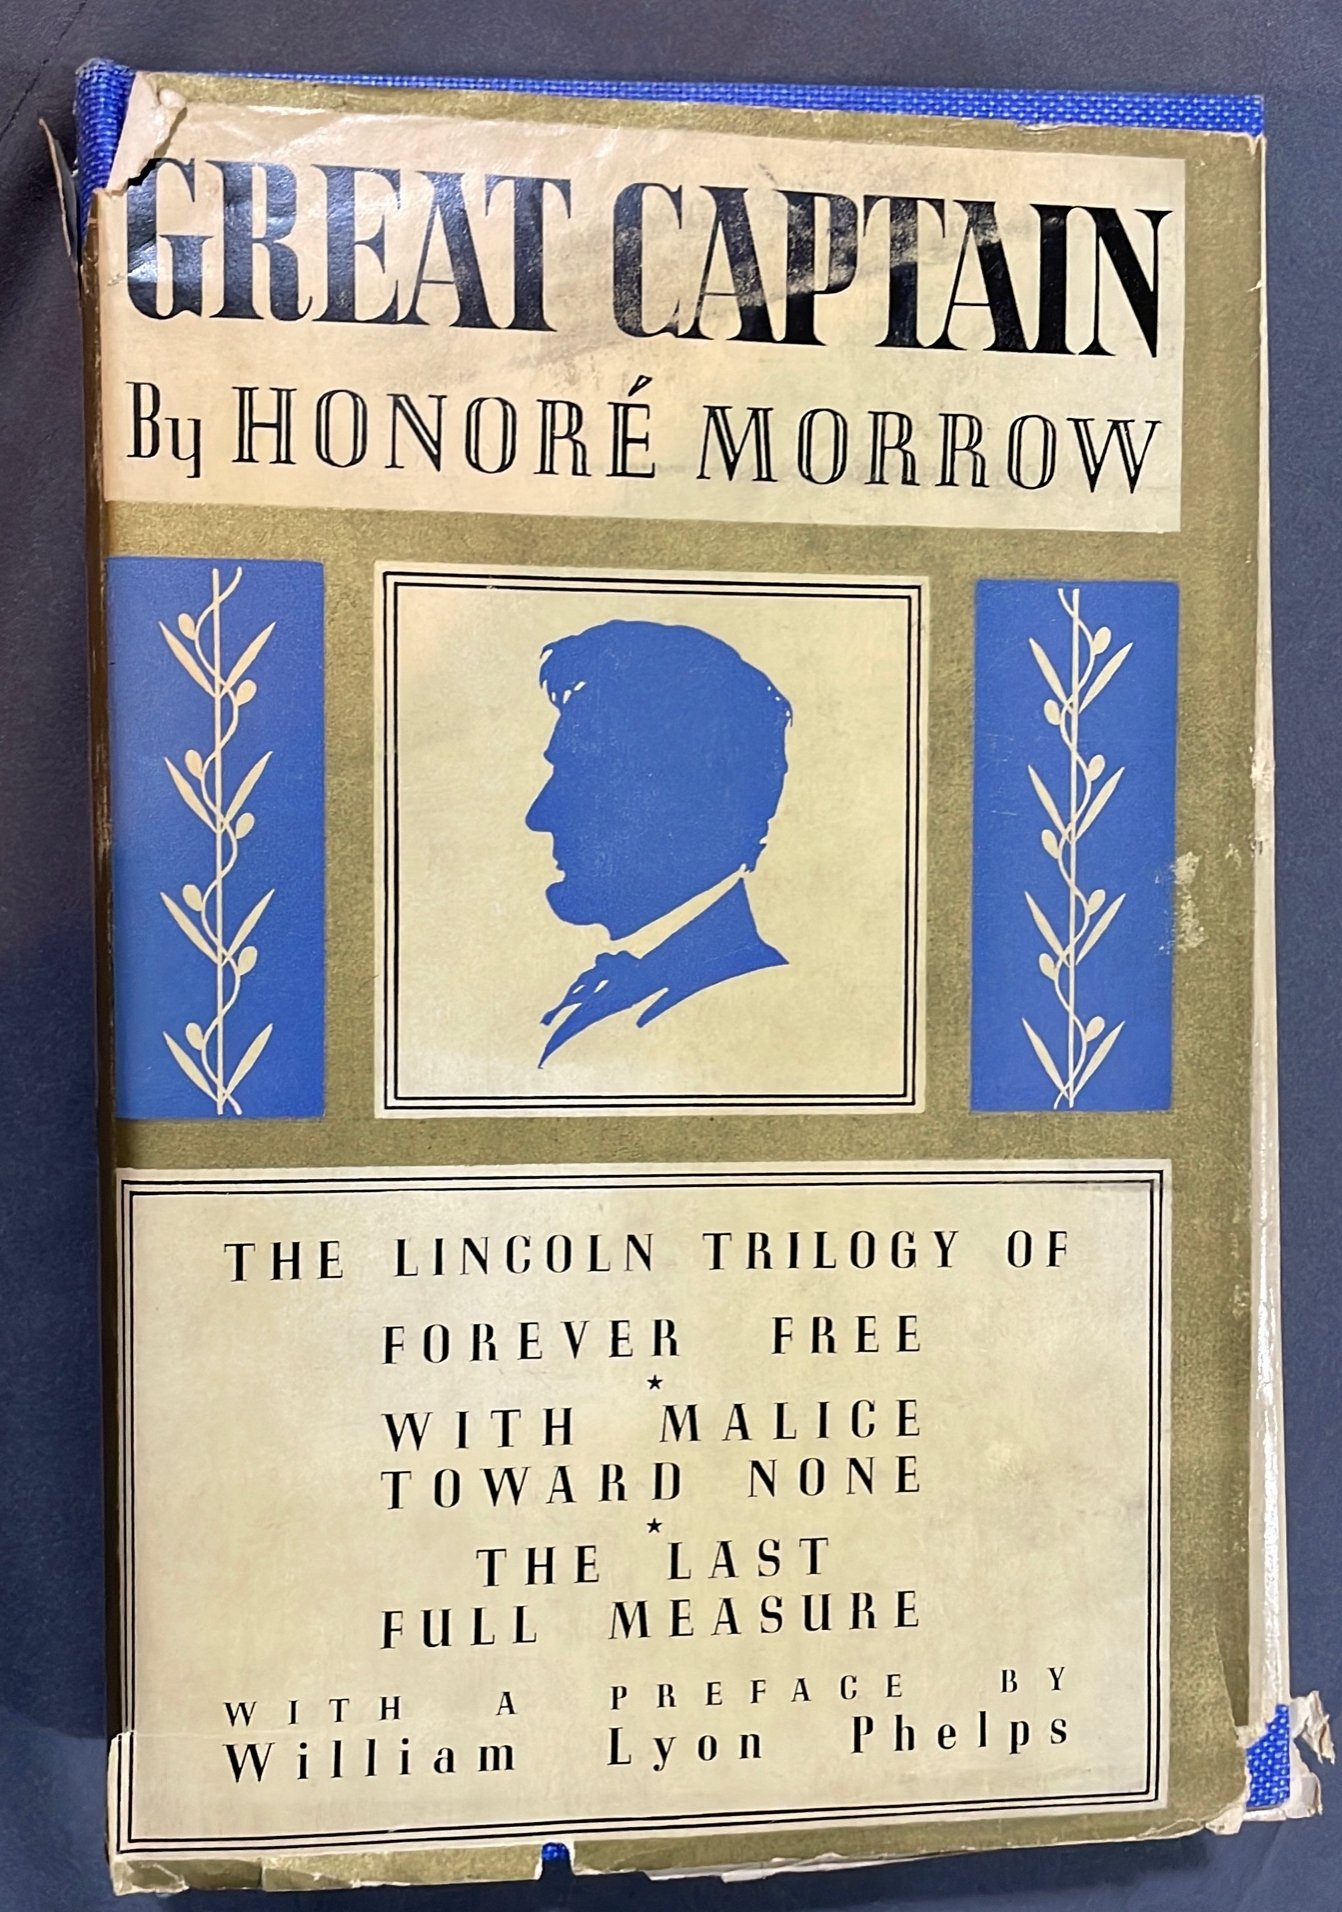 GREAT CAPTAIN
By HONORÉ MORROW
THE LINCOLN TRILOGY OF
FOREVER FREE
★
WITH MALICE
TOWARD NONE
★
THE LAST
FULL MEASURE
WITH A PREFACE BY
William Lyon Phelps